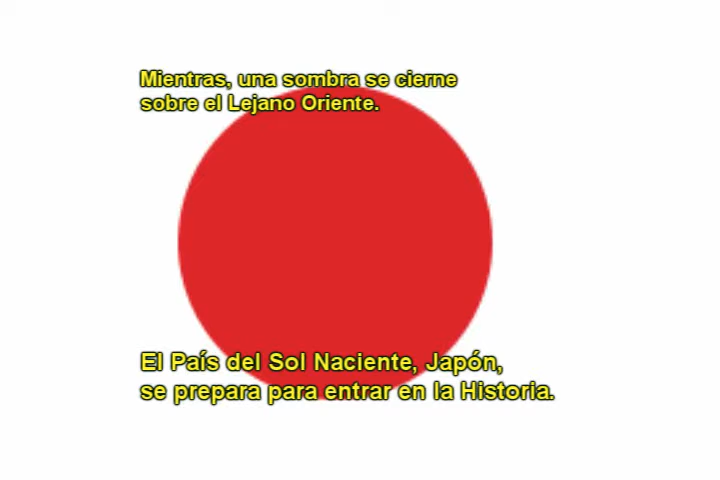 Mientras, una sombra se cierne
sobre el Lejano Oriente.
El País del Sol Naciente, Japón,
se prepara para entrar en la Historia.